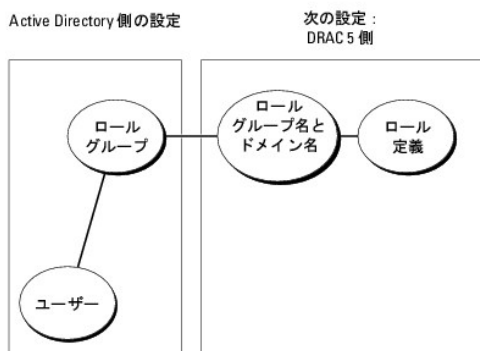 Active Directory 側の設定
次の設定：
DRAC 5 側
ロール
グループ
ロール
グループ名と
ドメイン名
ロール
定義
ユーザー